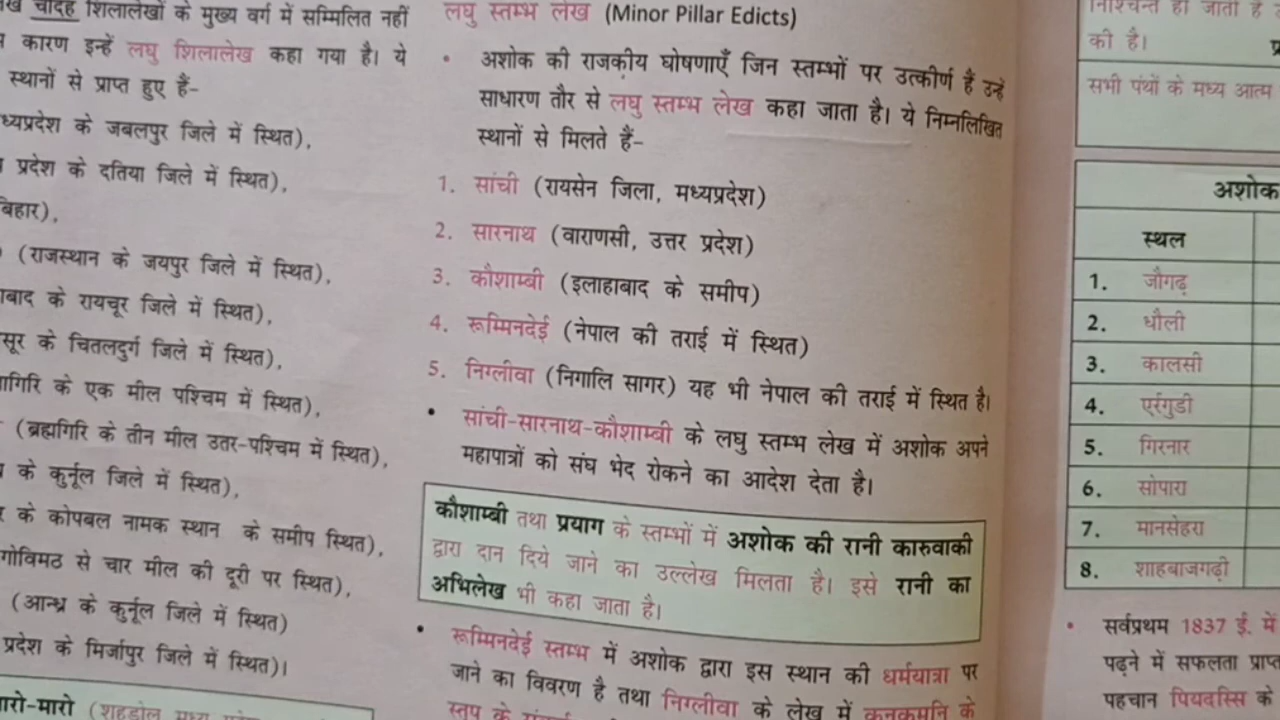 चौदह शिलालेखों के मुख्य वर्ग में सम्मिलित नहीं
कारण इन्हें लघु शिलालेख कहा गया है। ये
स्थानों से प्राप्त हुए हैं–
के जबलपुर जिले में स्थित),
प्रदेश के दतिया जिले में स्थित),
बिहार),
(राजस्थान के जयपुर जिले में स्थित),
के रायचूर जिले में स्थित),
के चितलदुर्ग जिले में स्थित),
के एक मील पश्चिम में स्थित),
(ब्रह्मगिरि के तीन मील उतर-पश्चिम में स्थित),
के कुर्नूल जिले में स्थित),
के कोपबल नामक स्थान के समीप स्थित),
गोविमठ से चार मील की दूरी पर स्थित),
(आन्ध्र के कुर्नूल जिले में स्थित)
प्रदेश के मिर्जापुर जिले में स्थित)।
लघु स्तम्भ लेख (Minor Pillar Edicts)
• अशोक की राजकीय घोषणाएँ जिन स्तम्भों पर उत्कीर्ण हैं उन्हें
साधारण तौर से लघु स्तम्भ लेख कहा जाता है। ये निम्नलिखित
स्थानों से मिलते हैं–
1. सांची (रायसेन जिला, मध्यप्रदेश)
2. सारनाथ (वाराणसी, उत्तर प्रदेश)
3. कौशाम्बी (इलाहाबाद के समीप)
4. रूम्मिनदेई (नेपाल की तराई में स्थित)
5. निग्लीवा (निगालि सागर) यह भी नेपाल की तराई में स्थित है।
• सांची-सारनाथ-कौशाम्बी के लघु स्तम्भ लेख में अशोक अपने
महापात्रों को संघ भेद रोकने का आदेश देता है।
कौशाम्बी तथा प्रयाग के स्तम्भों में अशोक की रानी कारुवाकी
द्वारा दान दिये जाने का उल्लेख मिलता है। इसे रानी का
अभिलेख भी कहा जाता है।
• रूम्मिनदेई स्तम्भ में अशोक द्वारा इस स्थान की धर्मयात्रा पर
जाने का विवरण है तथा निग्लीवा के लेख में कनकमुनि के
की है।
सभी पंथों के मध्य आत्म
अशोक
स्थल
1. जौगढ़
2. धौली
3. कालसी
4. एर्रगुडी
5. गिरनार
6. सोपारा
7. मानसेहरा
8. शाहबाजगढ़ी
• सर्वप्रथम 1837 ई. में
पढ़ने में सफलता प्राप्त
पहचान पियदस्सि के